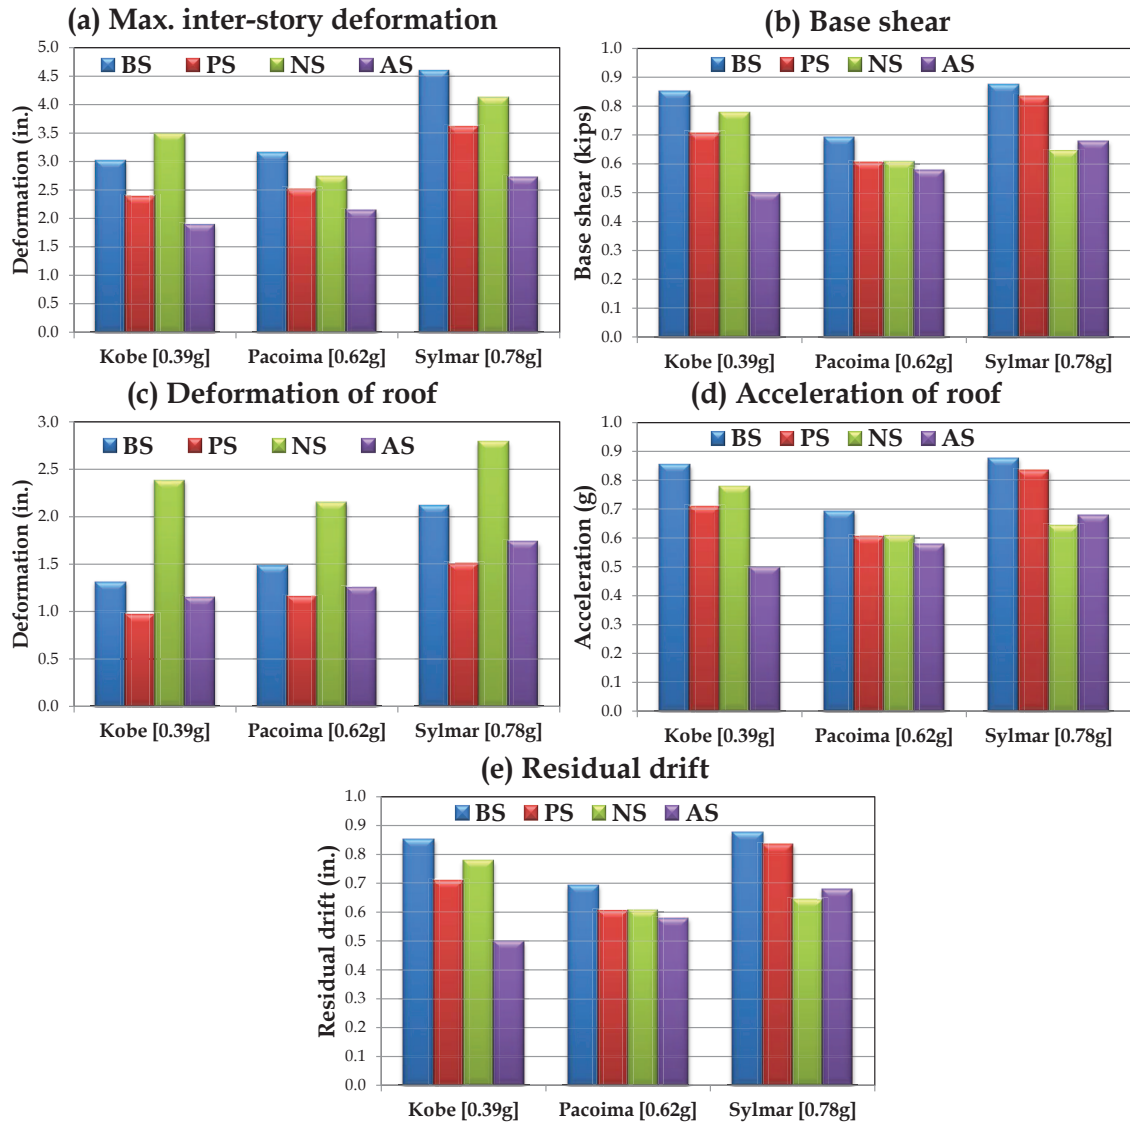 (a) Max. inter-story deformation
Deformation (in.)
5.0
4.5
4.0
3.5
3.0
2.5
2.0
1.5
1.0
0.5
0.0
BS PS NS AS
Kobe [0.39g] Pacoima [0.62g] Sylmar [0.78g]
(b) Base shear
Base shear (kips)
1.0
0.9
0.8
0.7
0.6
0.5
0.4
0.3
0.2
0.1
0.0
BS PS NS AS
Kobe [0.39g] Pacoima [0.62g] Sylmar [0.78g]
(c) Deformation of roof
Deformation (in.)
3.0
2.5
2.0
1.5
1.0
0.5
0.0
BS PS NS AS
Kobe [0.39g] Pacoima [0.62g] Sylmar [0.78g]
(d) Acceleration of roof
Acceleration (g)
1.0
0.9
0.8
0.7
0.6
0.5
0.4
0.3
0.2
0.1
0.0
BS PS NS AS
Kobe [0.39g] Pacoima [0.62g] Sylmar [0.78g]
(e) Residual drift
Residual drift (in.)
1.0
0.9
0.8
0.7
0.6
0.5
0.4
0.3
0.2
0.1
0.0
BS PS NS AS
Kobe [0.39g] Pacoima [0.62g] Sylmar [0.78g]